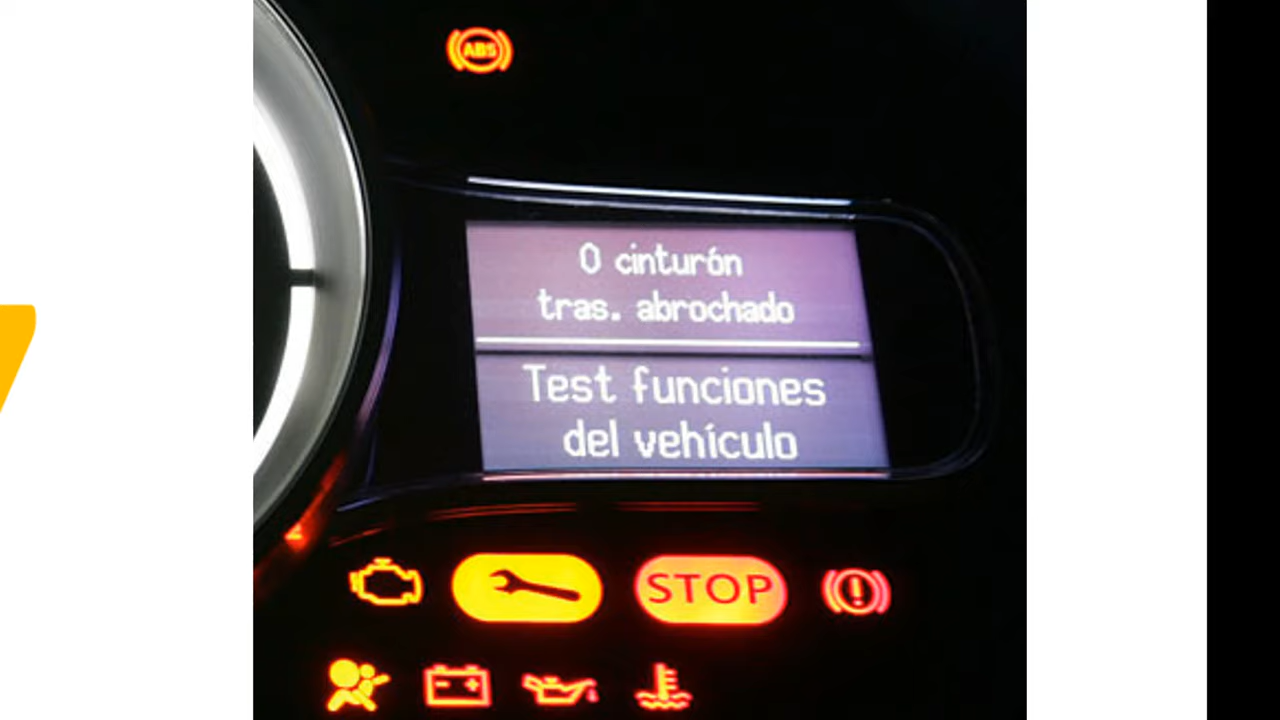 ABS
0 cinturón
tras. abrochado
Test funciones
del vehículo
STOP